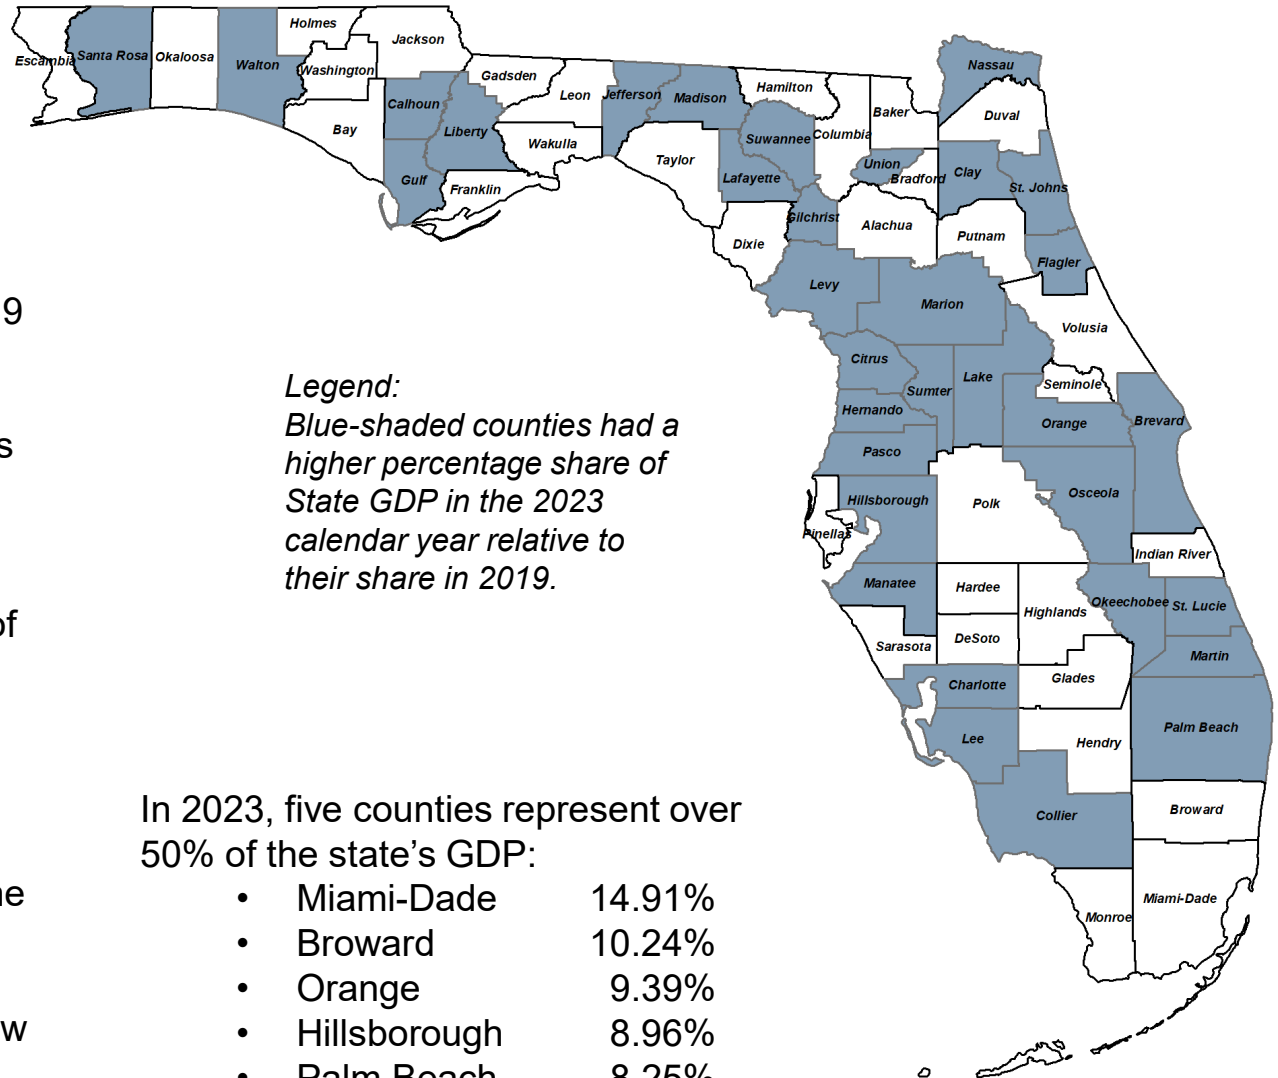 Holmes
Jackson
Escambia
Santa Rosa
Okaloosa
Walton
Washington
Gadsden
Nassau
Calhoun
Leon
Jefferson
Madison
Hamilton
Baker
Duval
Bay
Liberty
Wakulla
Suwannee
Columbia
Taylor
Union
Bradford
Clay
Gulf
Franklin
Lafayette
St. Johns
Gilchrist
Alachua
Dixie
Putnam
Flagler
Levy
Marion
9
Volusia
Citrus
Lake
Seminole
Sumter
Legend:
Blue-shaded counties had a
higher percentage share of
State GDP in the 2023
calendar year relative to
their share in 2019.
Hernando
Orange
Brevard
s
Pasco
Hillsborough
Polk
Osceola
Pinellas
Indian River
Manatee
Hardee
Highlands
Okeechobee
St. Lucie
of
DeSoto
Sarasota
Martin
Charlotte
Glades
Palm Beach
Lee
Hendry
Collier
Broward
In 2023, five counties represent over
50% of the state’s GDP:
• Miami-Dade 14.91%
• Broward 10.24%
• Orange 9.39%
• Hillsborough 8.96%
• Palm Beach 8.25%
ne
w
Miami-Dade
Monroe